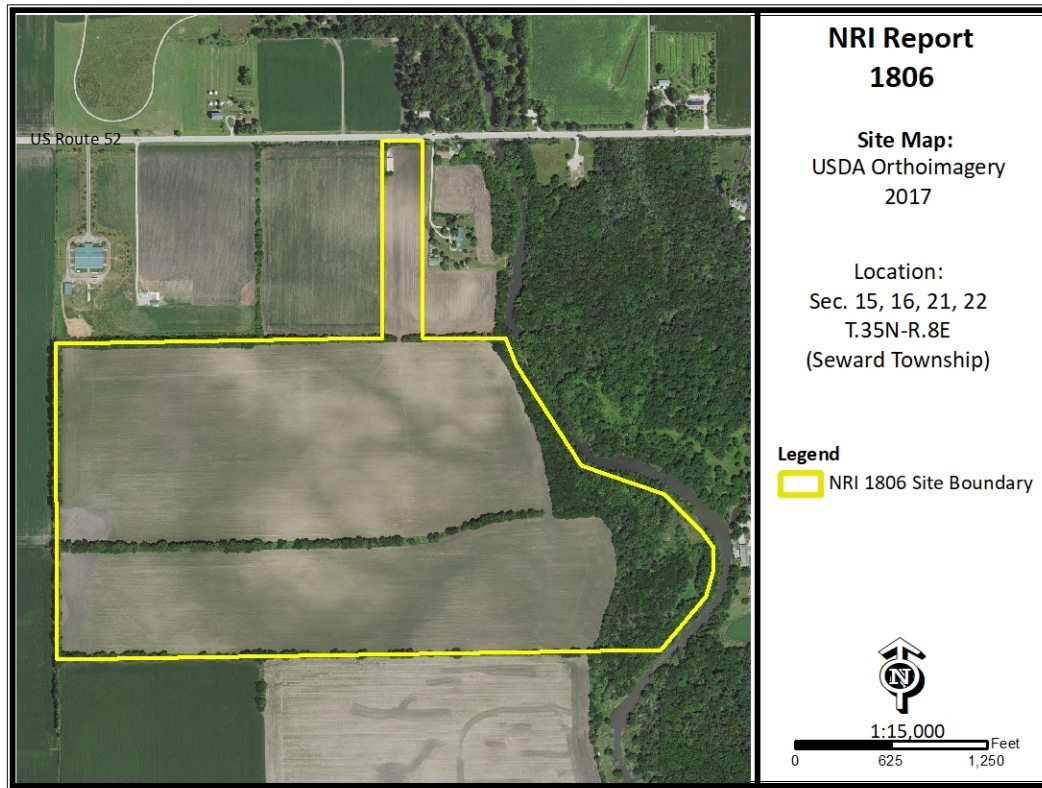 US Route 52
NRI Report
1806
Site Map:
USDA Orthoimagery
2017
Location:
Sec. 15, 16, 21, 22
T.35N-R.8E
(Seward Township)
Legend
NRI 1806 Site Boundary
N
1:15,000
Feet
0 625 1,250